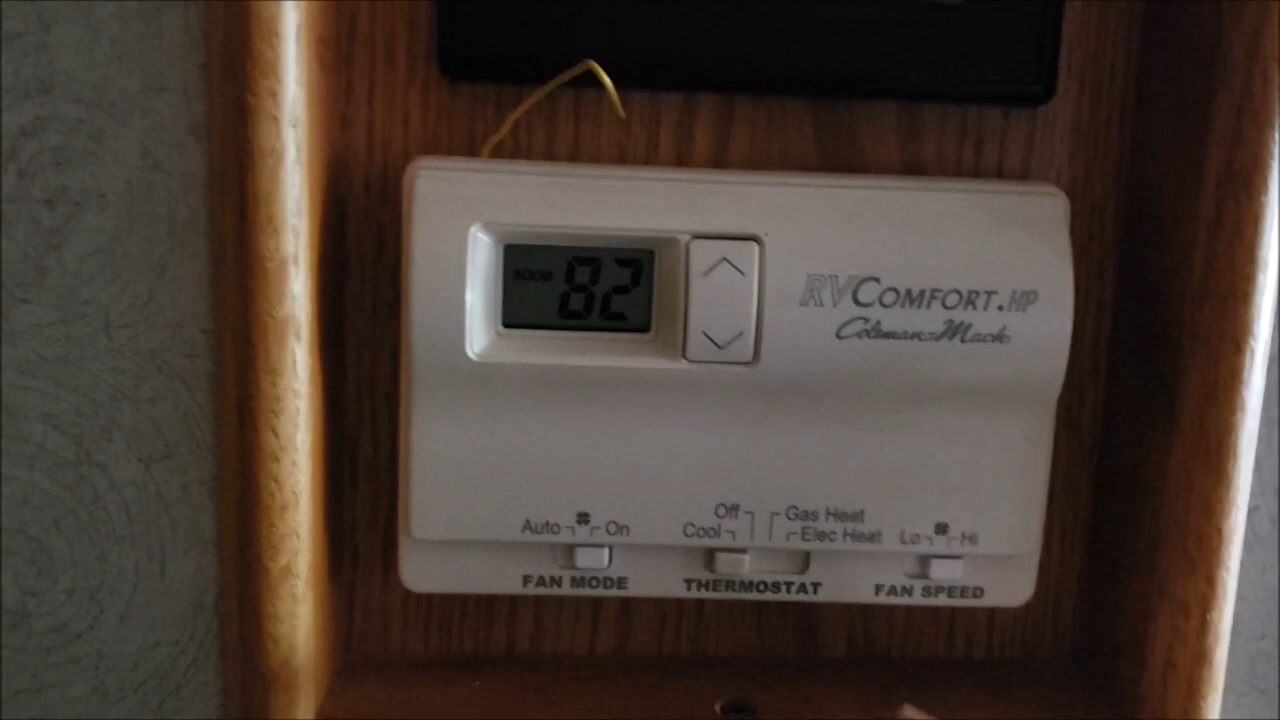 ROOM 82
RVCOMFORT.HP
Coleman-Mach
Off Gas Heat
Auto On Cool Elec Heat Lo Hi
FAN MODE THERMOSTAT FAN SPEED